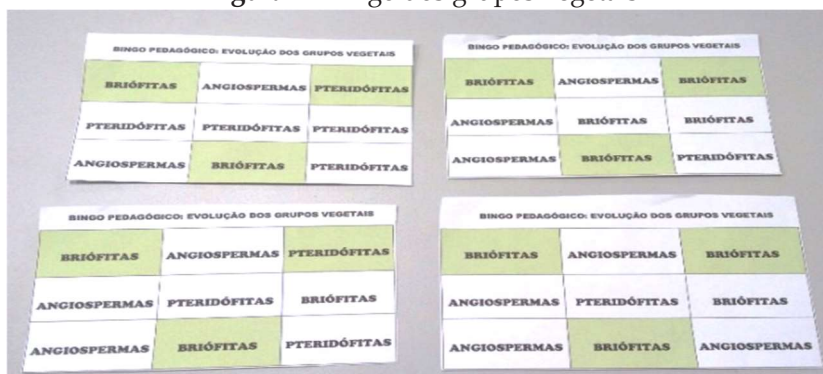 BINGO PEDAGÓGICO: EVOLUÇÃO DOS GRUPOS VEGETAIS
BRIÓFITAS ANGIOSPERMAS PTERIDÓFITAS
PTERIDÓFITAS PTERIDÓFITAS PTERIDÓFITAS
ANGIOSPERMAS BRIÓFITAS PTERIDÓFITAS
BINGO PEDAGÓGICO: EVOLUÇÃO DOS GRUPOS VEGETAIS
BRIÓFITAS ANGIOSPERMAS BRIÓFITAS
ANGIOSPERMAS BRIÓFITAS BRIÓFITAS
ANGIOSPERMAS BRIÓFITAS PTERIDÓFITAS
BINGO PEDAGÓGICO: EVOLUÇÃO DOS GRUPOS VEGETAIS
BRIÓFITAS ANGIOSPERMAS PTERIDÓFITAS
ANGIOSPERMAS PTERIDÓFITAS BRIÓFITAS
ANGIOSPERMAS BRIÓFITAS PTERIDÓFITAS
BINGO PEDAGÓGICO: EVOLUÇÃO DOS GRUPOS VEGETAIS
BRIÓFITAS ANGIOSPERMAS BRIÓFITAS
ANGIOSPERMAS PTERIDÓFITAS BRIÓFITAS
ANGIOSPERMAS BRIÓFITAS ANGIOSPERMAS